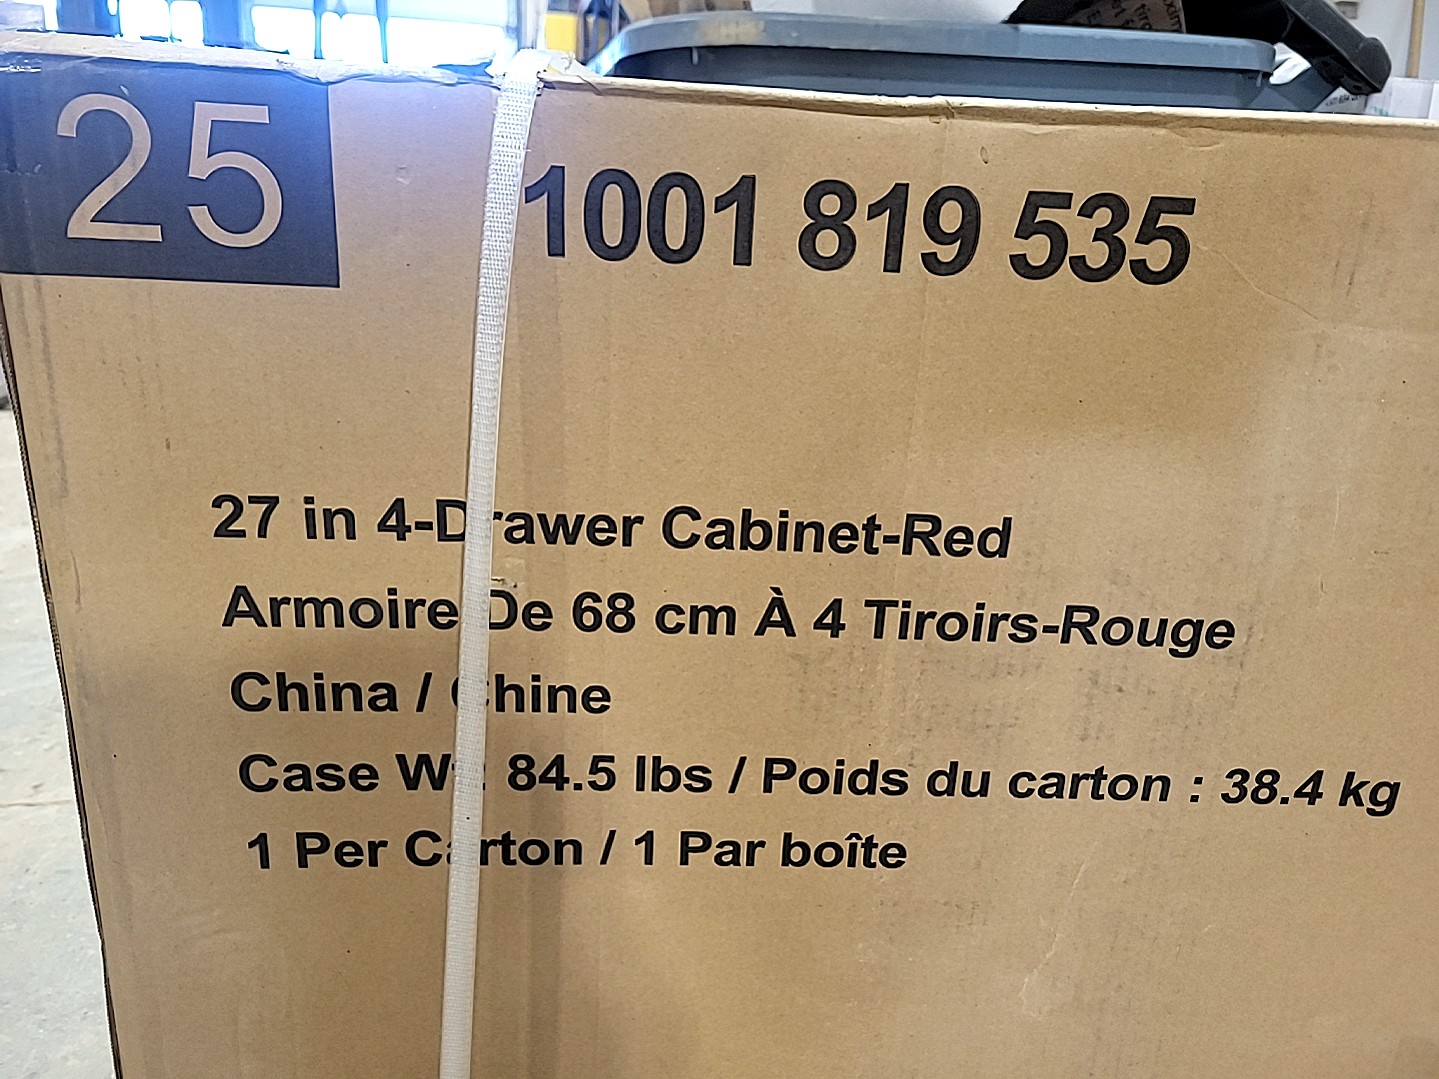 25
1001 819 535
27 in 4-Drawer Cabinet-Red
Armoire De 68 cm À 4 Tiroirs-Rouge
China / Chine
Case Wt: 84.5 lbs / Poids du carton : 38.4 kg
1 Per Carton / 1 Par boîte